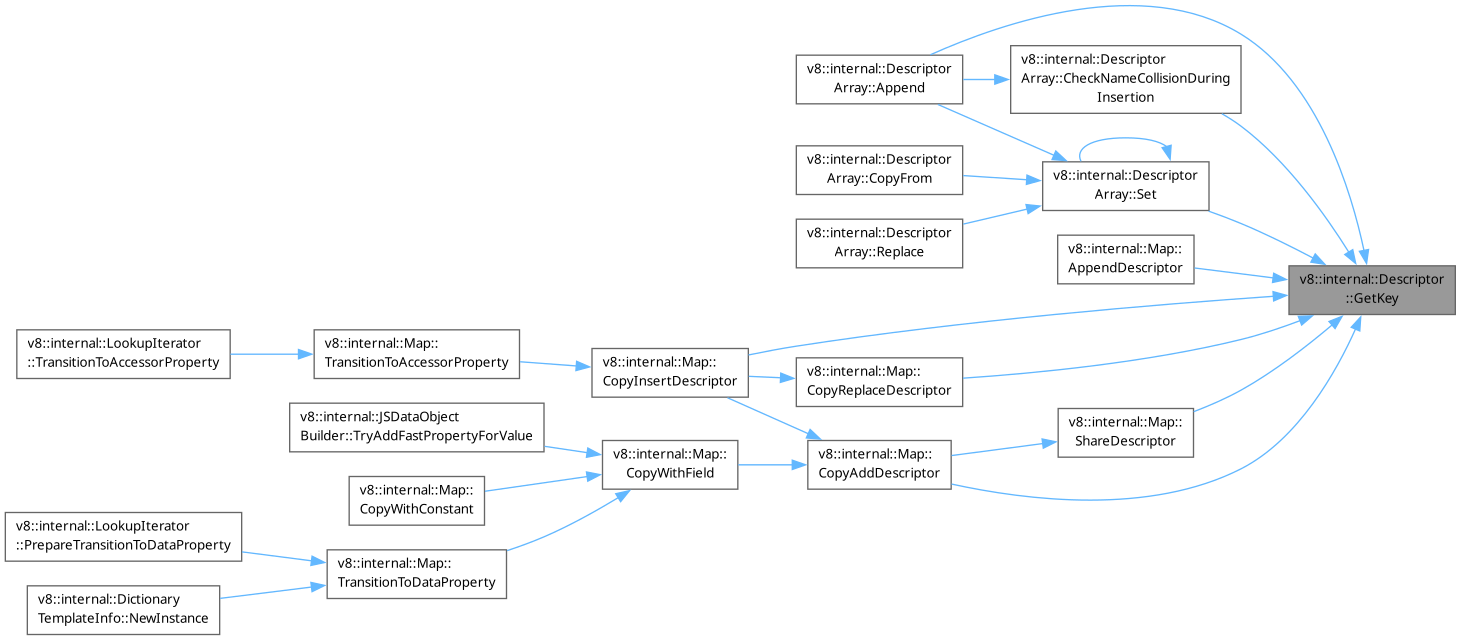 v8::internal::Descriptor
Array::Append
v8::internal::Descriptor
Array::CheckNameCollisionDuring
Insertion
v8::internal::Descriptor
Array::CopyFrom
v8::internal::Descriptor
Array::Set
v8::internal::Descriptor
Array::Replace
v8::internal::Map::
AppendDescriptor
v8::internal::Descriptor
::GetKey
v8::internal::LookupIterator
::TransitionToAccessorProperty
v8::internal::Map::
TransitionToAccessorProperty
v8::internal::Map::
CopyInsertDescriptor
v8::internal::Map::
CopyReplaceDescriptor
v8::internal::JSDataObject
Builder::TryAddFastPropertyForValue
v8::internal::Map::
ShareDescriptor
v8::internal::Map::
CopyWithField
v8::internal::Map::
CopyAddDescriptor
v8::internal::Map::
CopyWithConstant
v8::internal::LookupIterator
::PrepareTransitionToDataProperty
v8::internal::Map::
TransitionToDataProperty
v8::internal::Dictionary
TemplateInfo::NewInstance